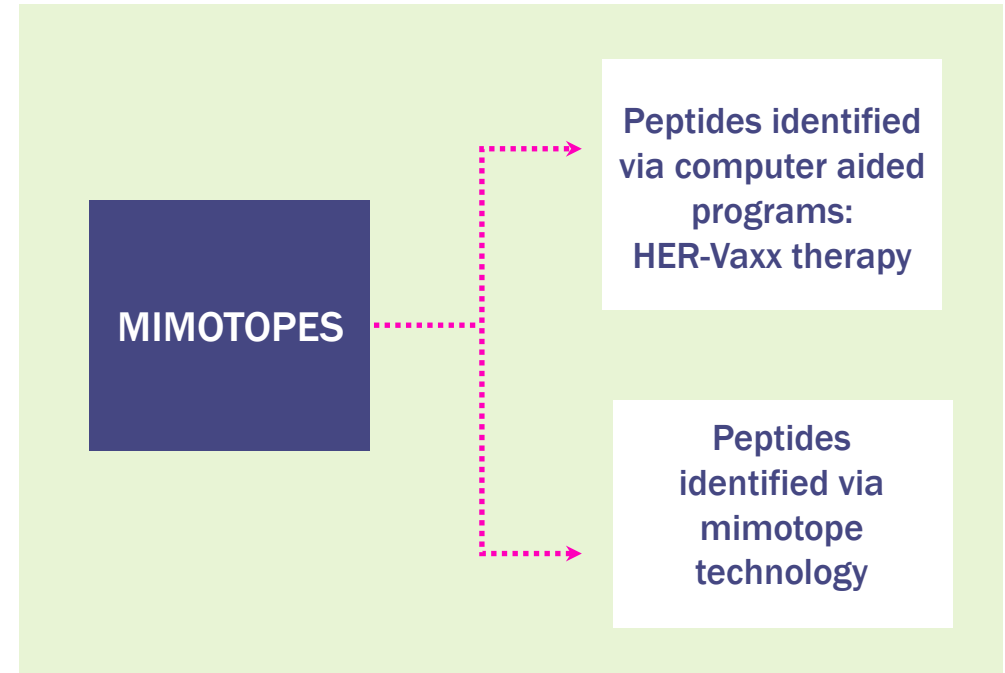 MIMOTOPES
Peptides identified
via computer aided
programs:
HER-Vaxx therapy
Peptides
identified via
mimotope
technology